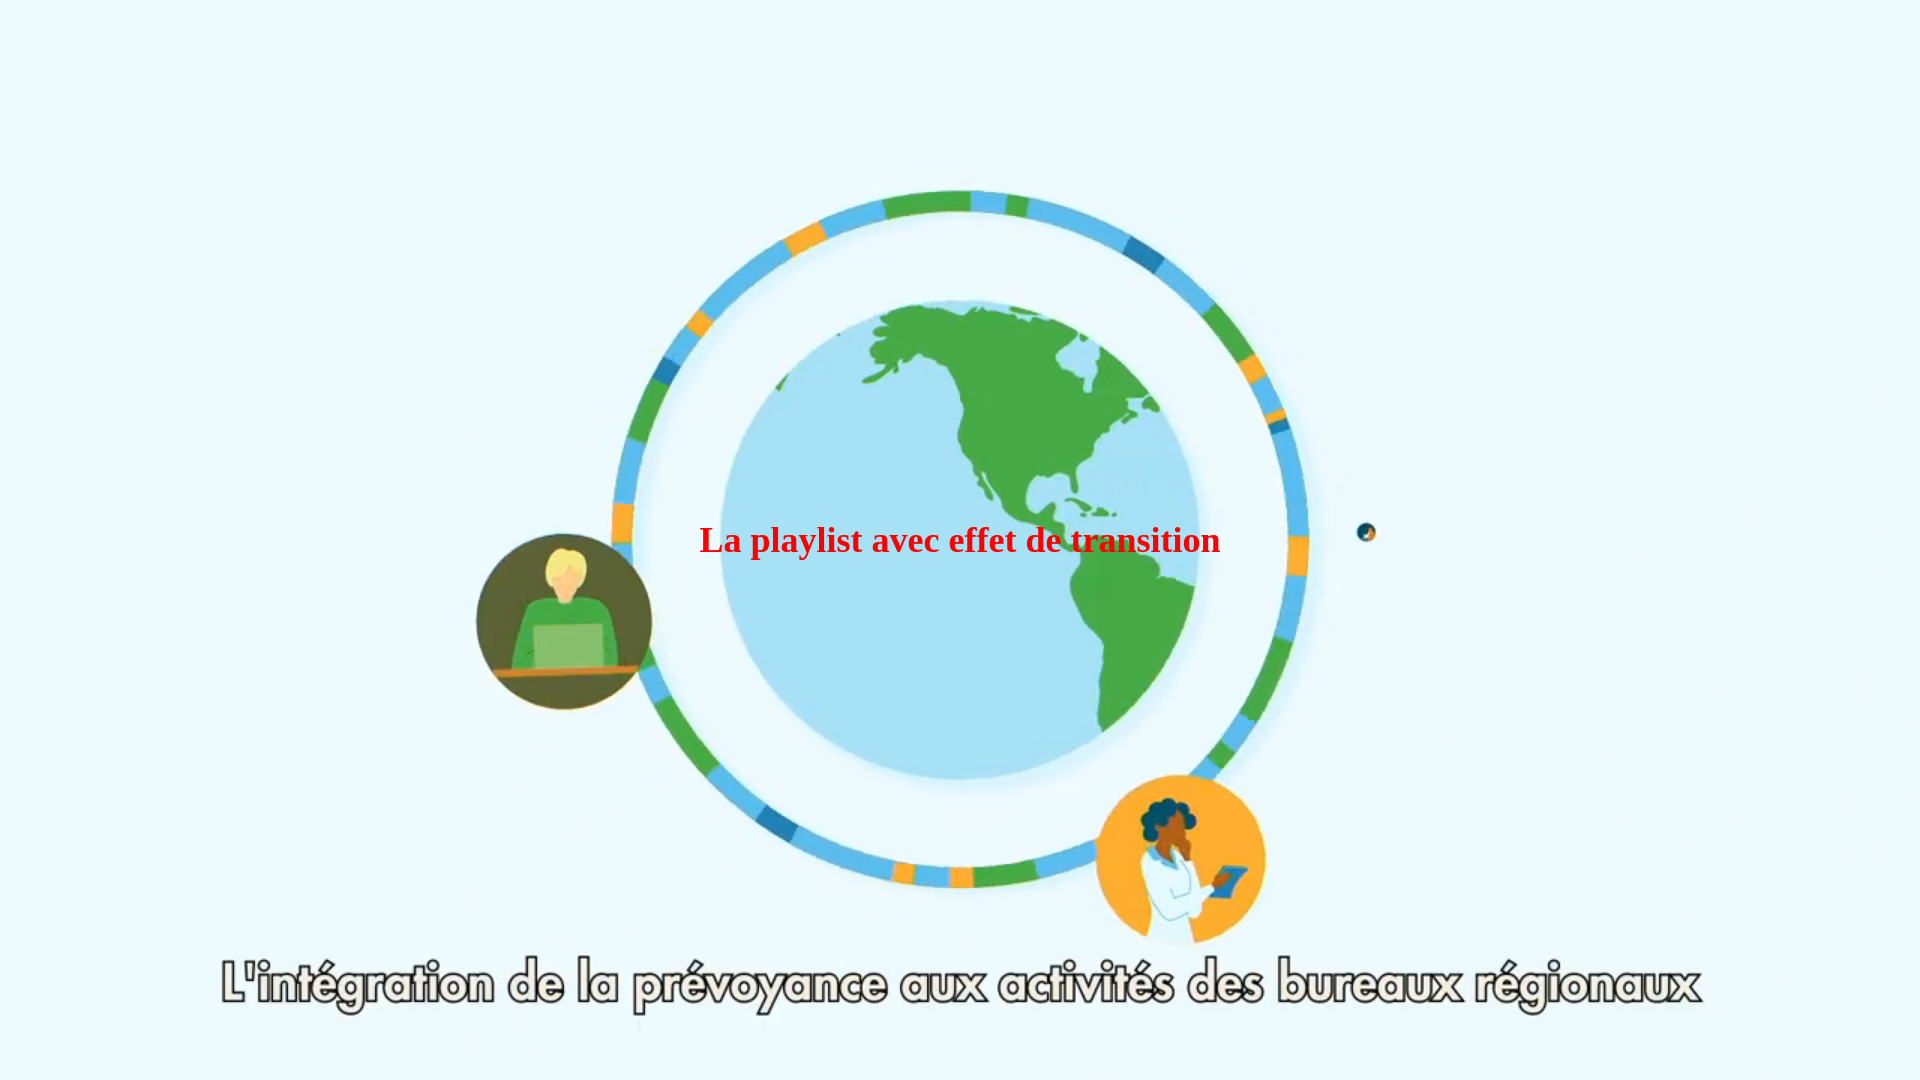 La playlist avec effet de transition
L'intégration de la prévoyance aux activités des bureaux régionaux